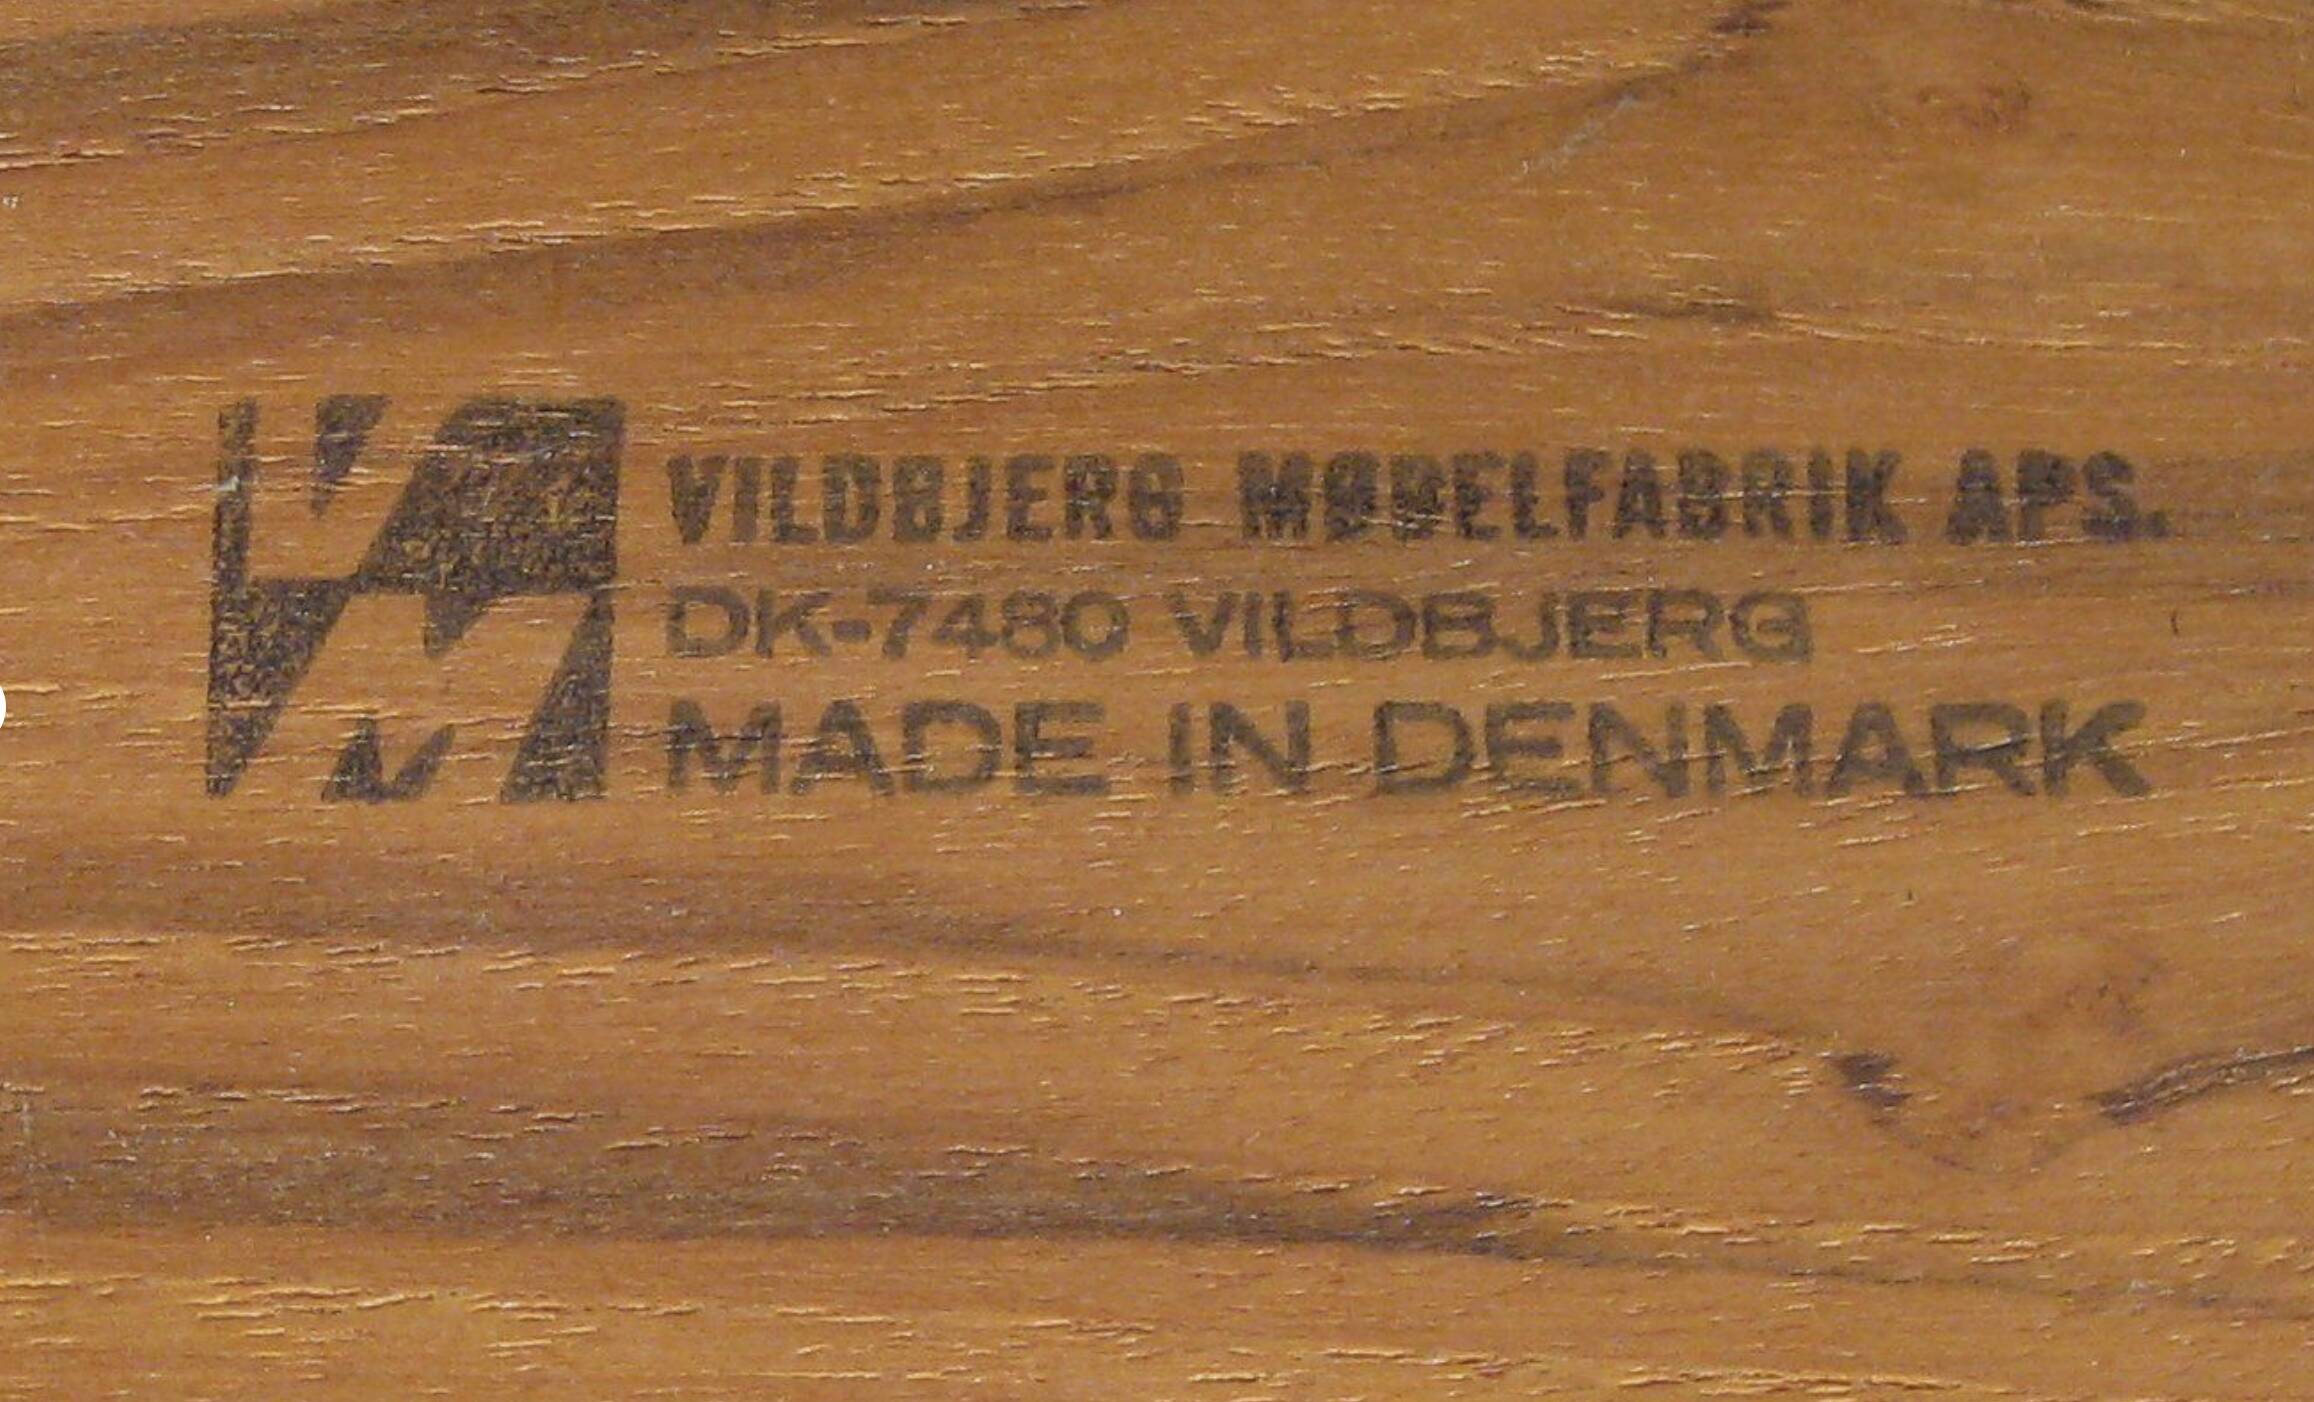 VILDBJERG MØBELFABRIK APS.
DK-7480 VILDBJERG
MADE IN DENMARK